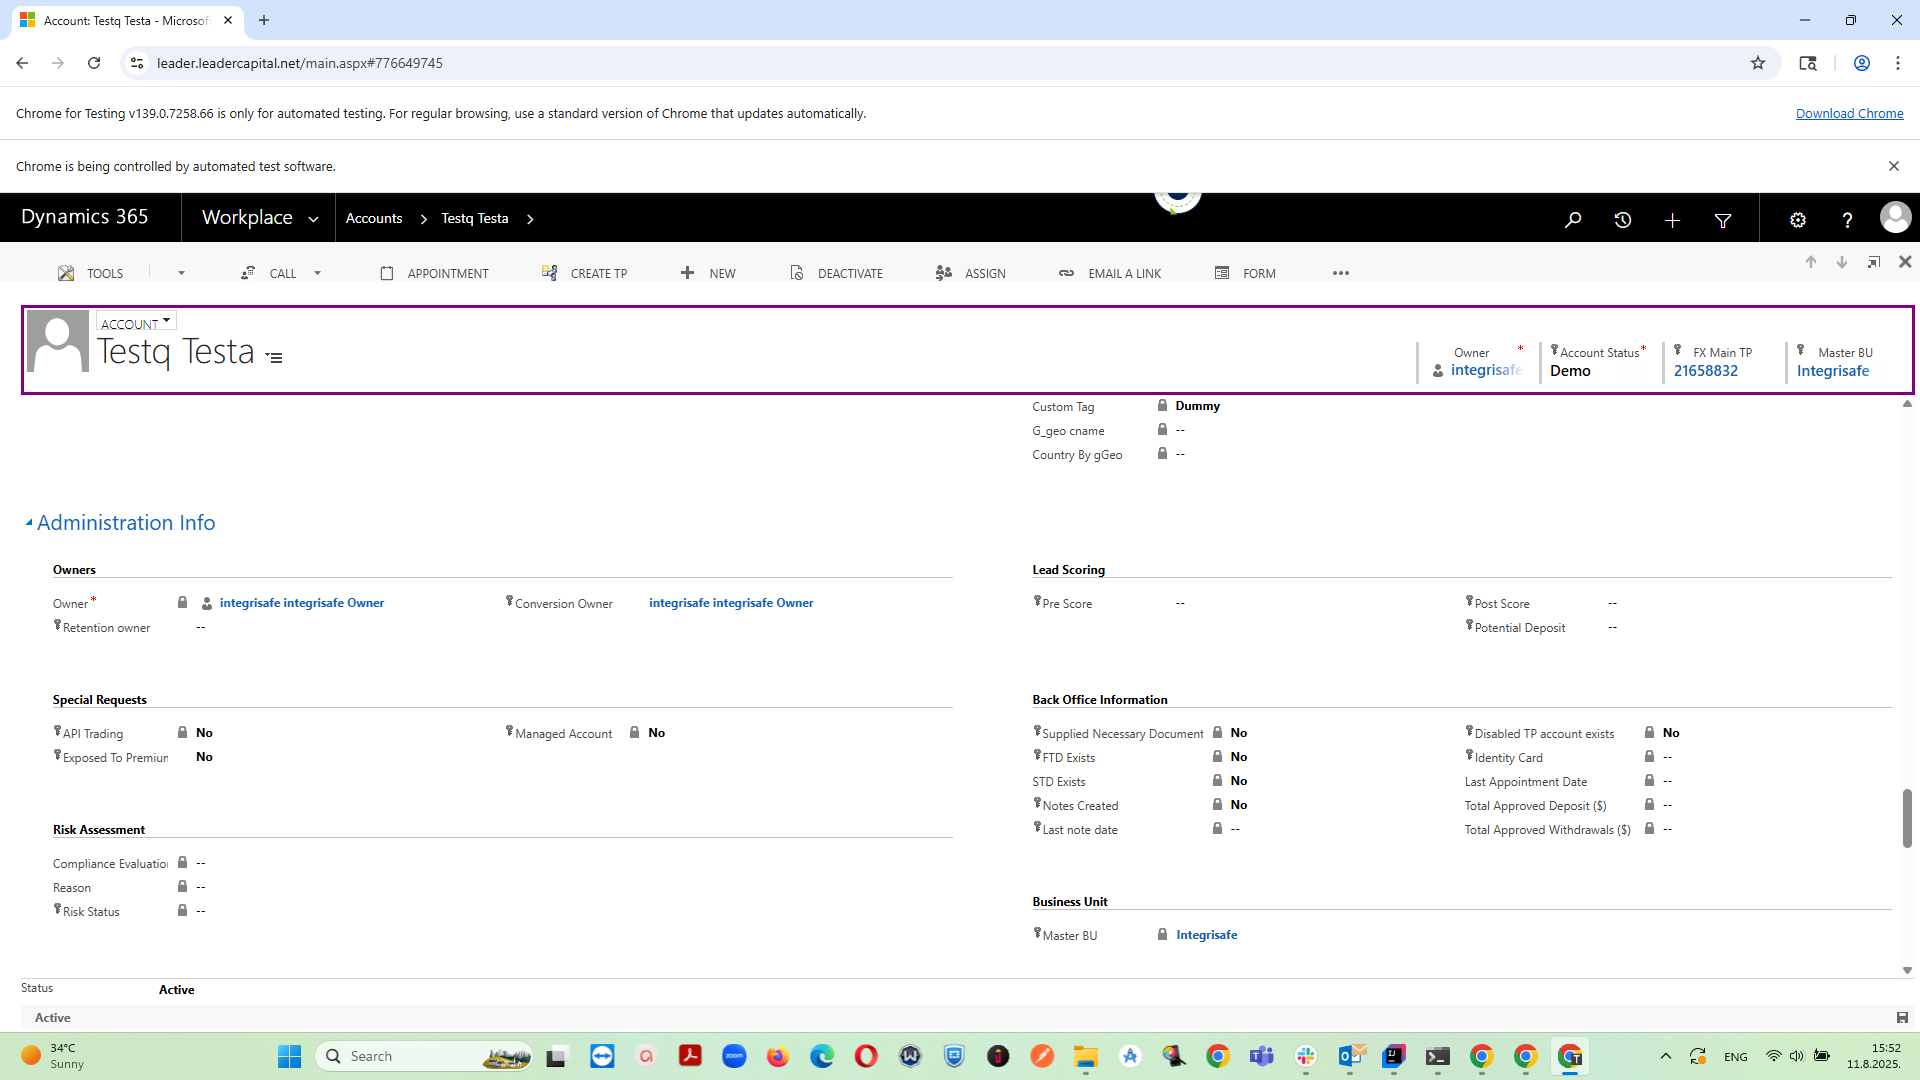 Account: Testq Testa - Microsof
leader.leadercapital.net/main.aspx#776649745
Chrome for Testing v139.0.7258.66 is only for automated testing. For regular browsing, use a standard version of Chrome that updates automatically.
Download Chrome
Chrome is being controlled by automated test software.
Dynamics 365
Workplace
Accounts
Testq Testa
TOOLS
CALL
APPOINTMENT
CREATE TP
NEW
DEACTIVATE
ASSIGN
EMAIL A LINK
FORM
ACCOUNT
Testq Testa
Owner *
integrisafe
Account Status *
Demo
FX Main TP
21658832
Master BU
Integrisafe
Custom Tag Dummy
G_geo cname --
Country By gGeo --
Administration Info
Owners
Owner * integrisafe integrisafe Owner
Conversion Owner integrisafe integrisafe Owner
Retention owner --
Lead Scoring
Pre Score --
Post Score --
Potential Deposit --
Special Requests
API Trading No
Managed Account No
Exposed To Premiun No
Back Office Information
Supplied Necessary Document No
Disabled TP account exists No
FTD Exists No
Identity Card --
STD Exists No
Last Appointment Date --
Notes Created No
Total Approved Deposit ($) --
Last note date --
Total Approved Withdrawals ($) --
Risk Assessment
Compliance Evaluatio --
Reason --
Risk Status --
Business Unit
Master BU Integrisafe
Status Active
Active
34°C
Sunny
Search
zoom
ENG
15:52
11.8.2025.